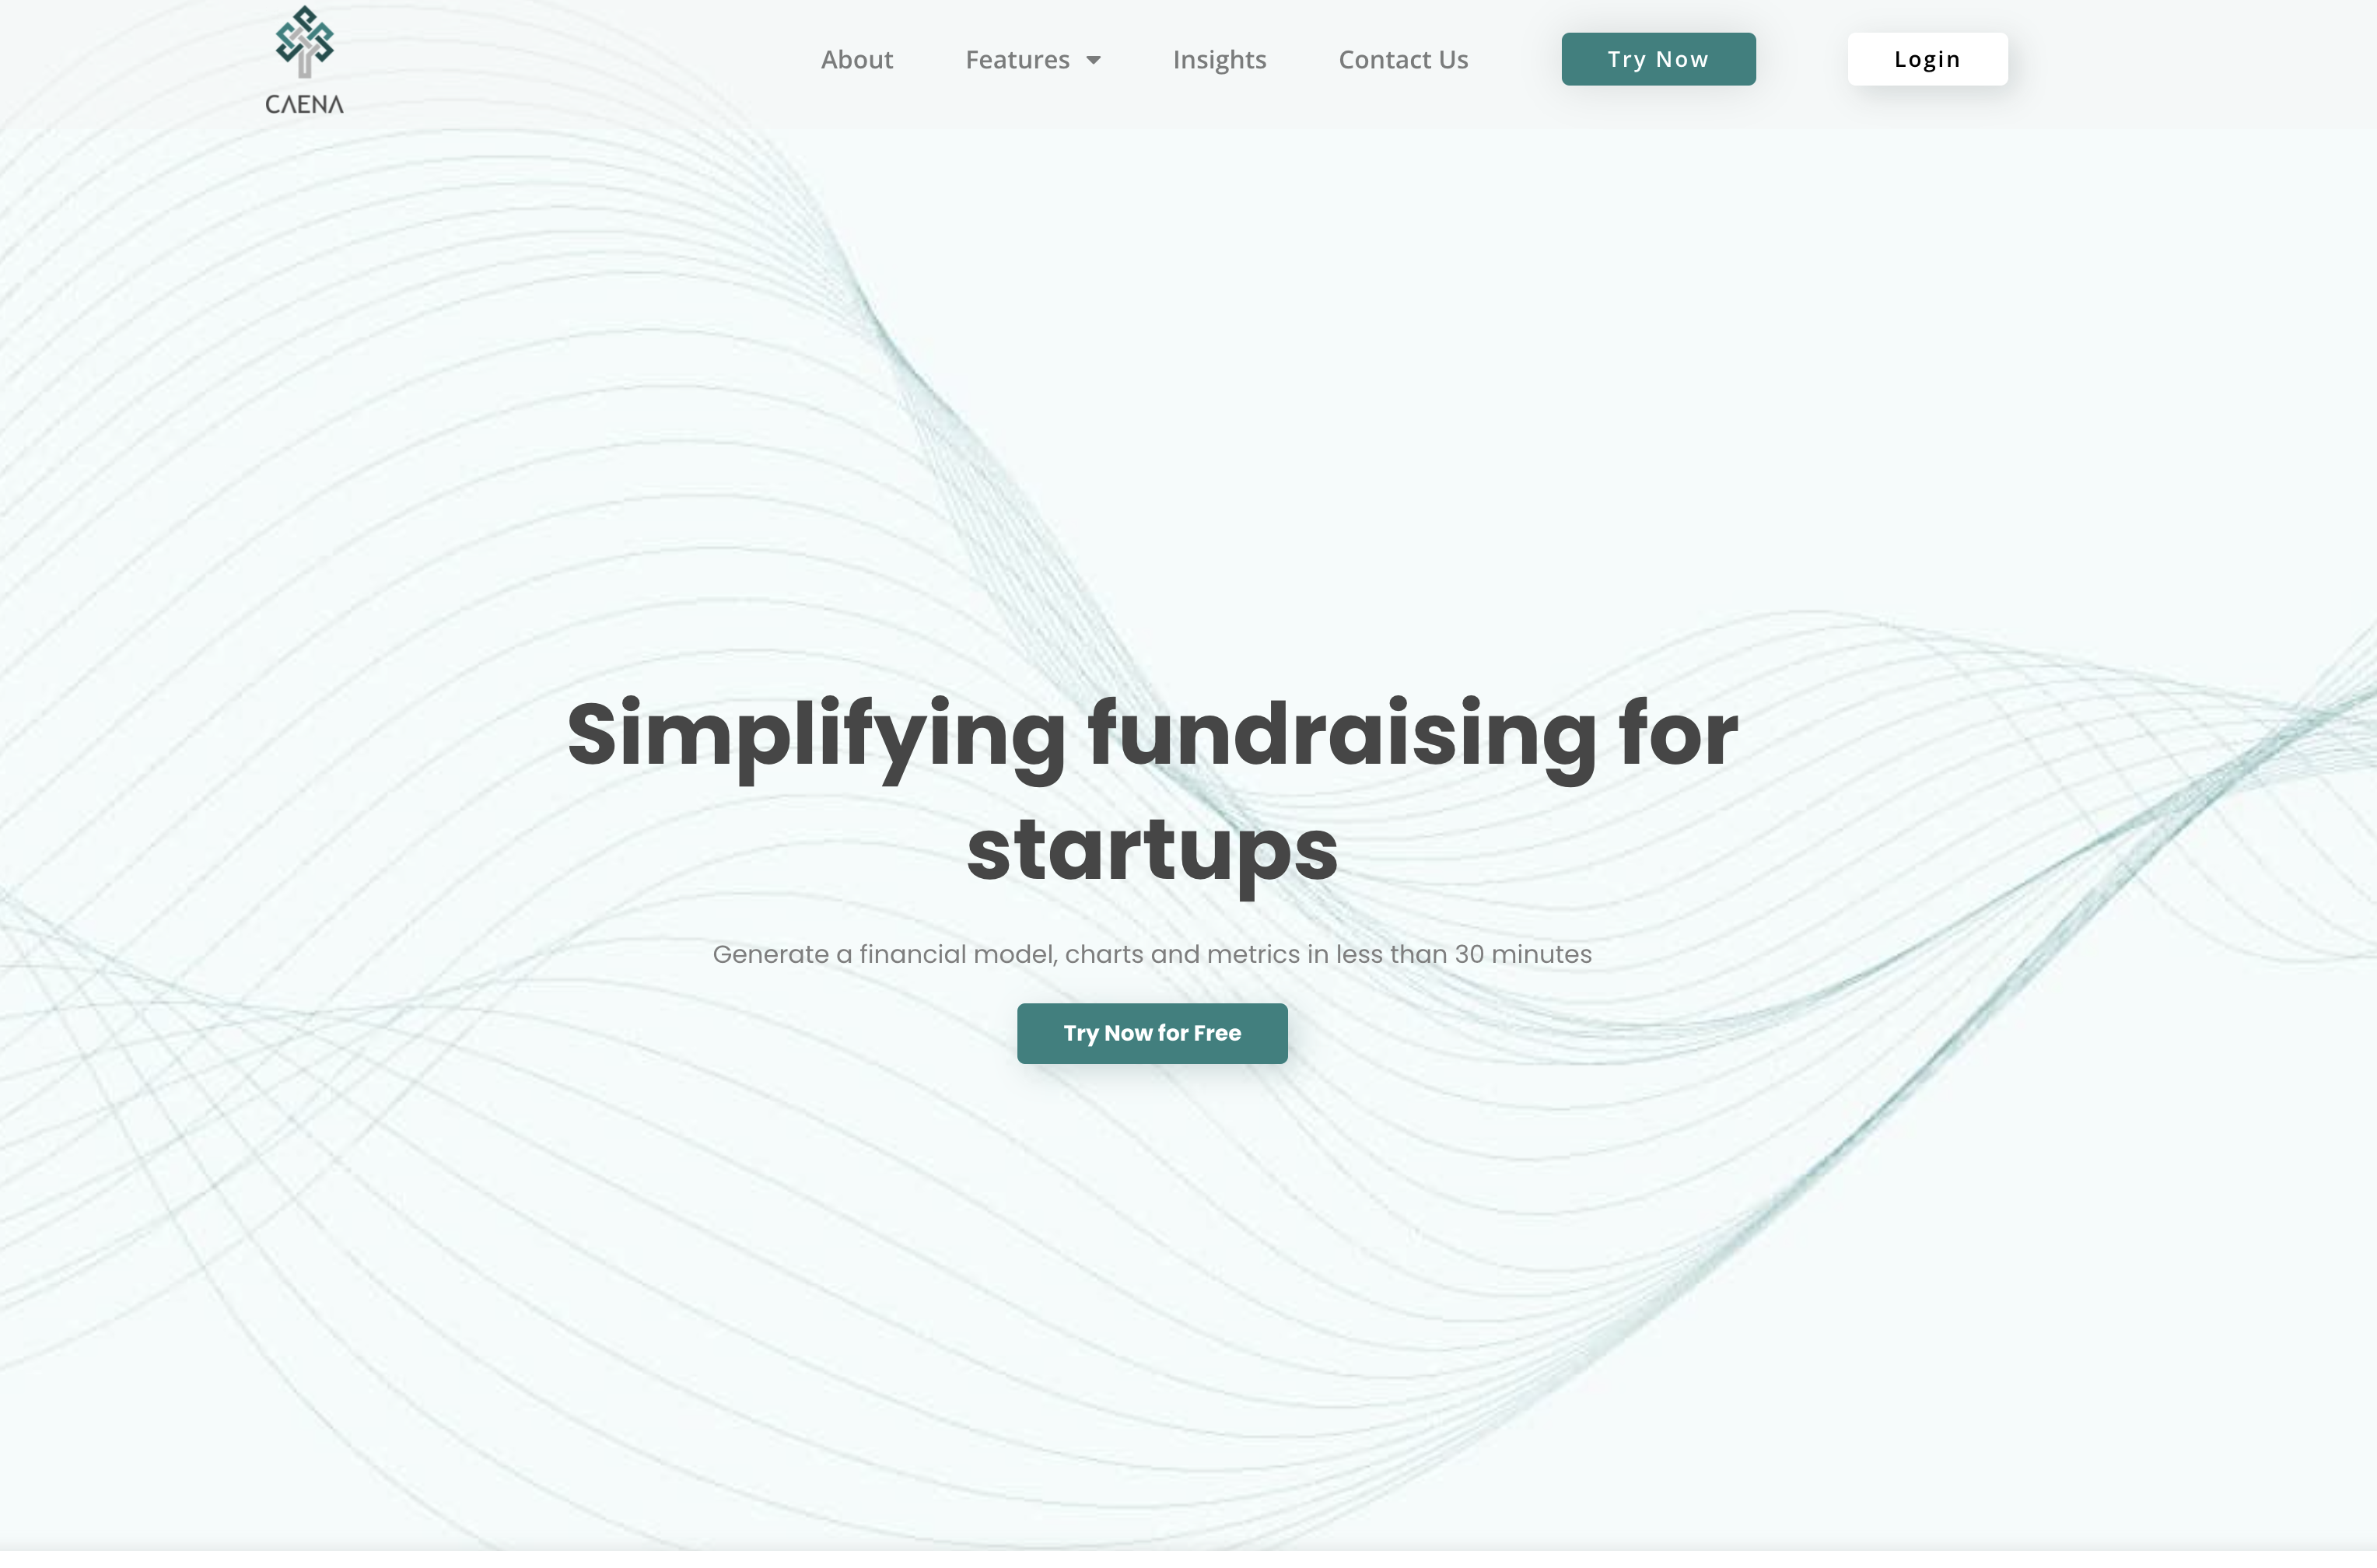 CAENA
About
Features
Insights
Contact Us
Try Now
Login
Simplifying fundraising for
startups
Generate a financial model, charts and metrics in less than 30 minutes
Try Now for Free